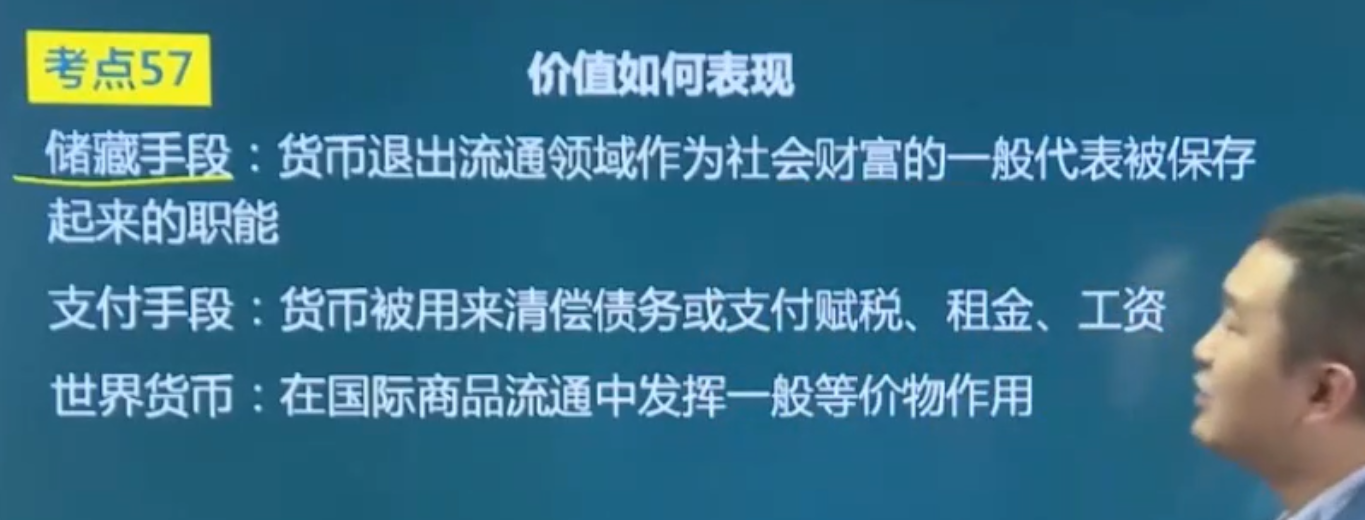 考点57
价值如何表现
储藏手段：货币退出流通领域作为社会财富的一般代表被保存
起来的职能
支付手段：货币被用来清偿债务或支付赋税、租金、工资
世界货币：在国际商品流通中发挥一般等价物作用